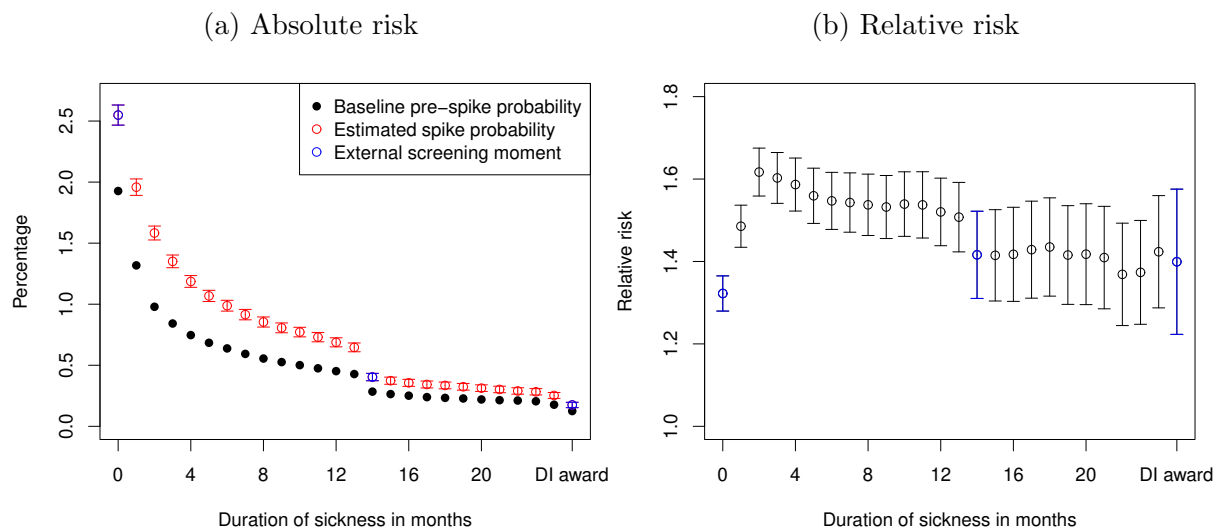 (a) Absolute risk
Percentage
0.0
0.5
1.0
1.5
2.0
2.5
Baseline pre−spike probability
Estimated spike probability
External screening moment
0 4 8 12 16 20 DI award
Duration of sickness in months
(b) Relative risk
Relative risk
1.0
1.2
1.4
1.6
1.8
0 4 8 12 16 20 DI award
Duration of sickness in months